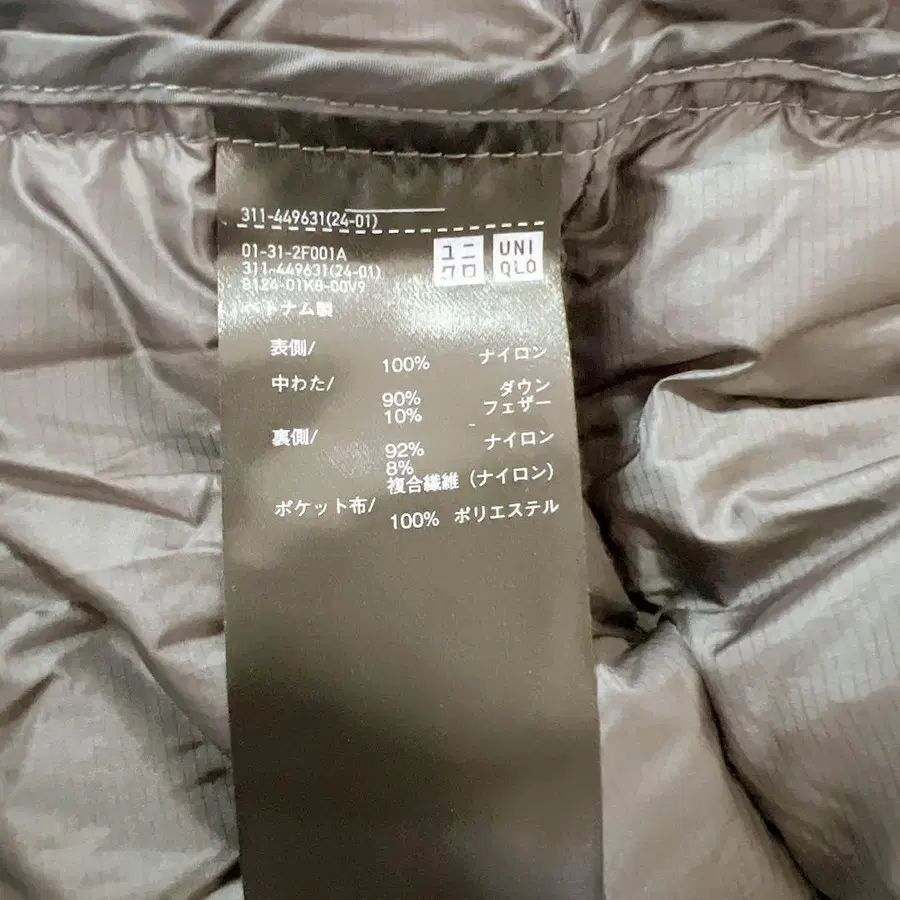 311-449631(24-01)
01-31-2F001A
311-449631(24-01)
8124-01K8-00V9
ベトナム製
ユニ
クロ
UNI
QLO
表側/
100% ナイロン
中わた/
90% ダウン
10% フェザー
裏側/
92% ナイロン
8%
複合繊維 (ナイロン)
ポケット布/
100% ポリエステル